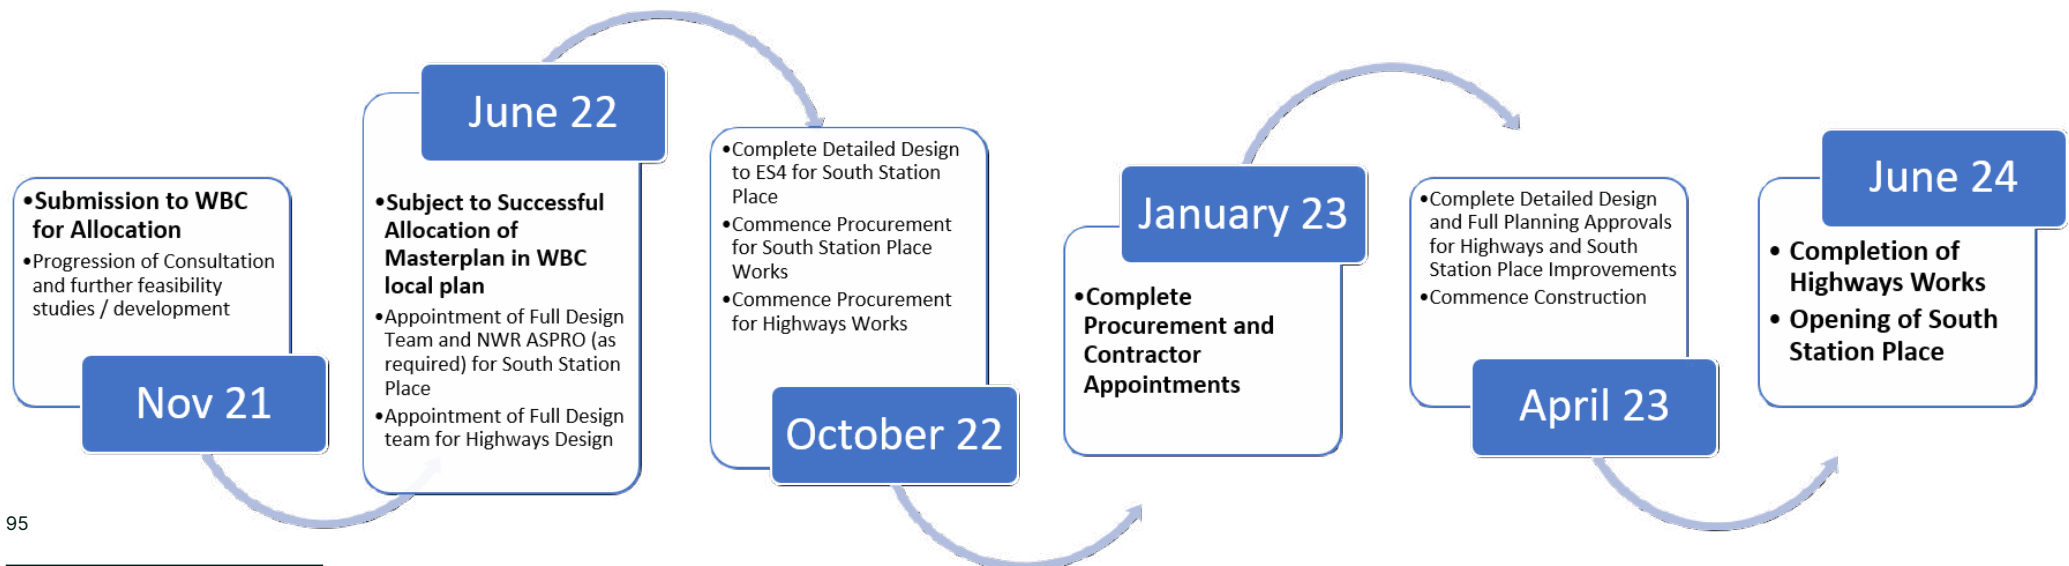 •Submission to WBC
for Allocation
•Progression of Consultation
and further feasibility
studies / development
Nov 21
June 22
•Subject to Successful
Allocation of
Masterplan in WBC
local plan
•Appointment of Full Design
Team and NWR ASPRO (as
required) for South Station
Place
•Appointment of Full Design
team for Highways Design
•Complete Detailed Design
to ES4 for South Station
Place
•Commence Procurement
for South Station Place
Works
•Commence Procurement
for Highways Works
October 22
January 23
•Complete
Procurement and
Contractor
Appointments
•Complete Detailed Design
and Full Planning Approvals
for Highways and South
Station Place Improvements
•Commence Construction
April 23
June 24
• Completion of
Highways Works
• Opening of South
Station Place
95